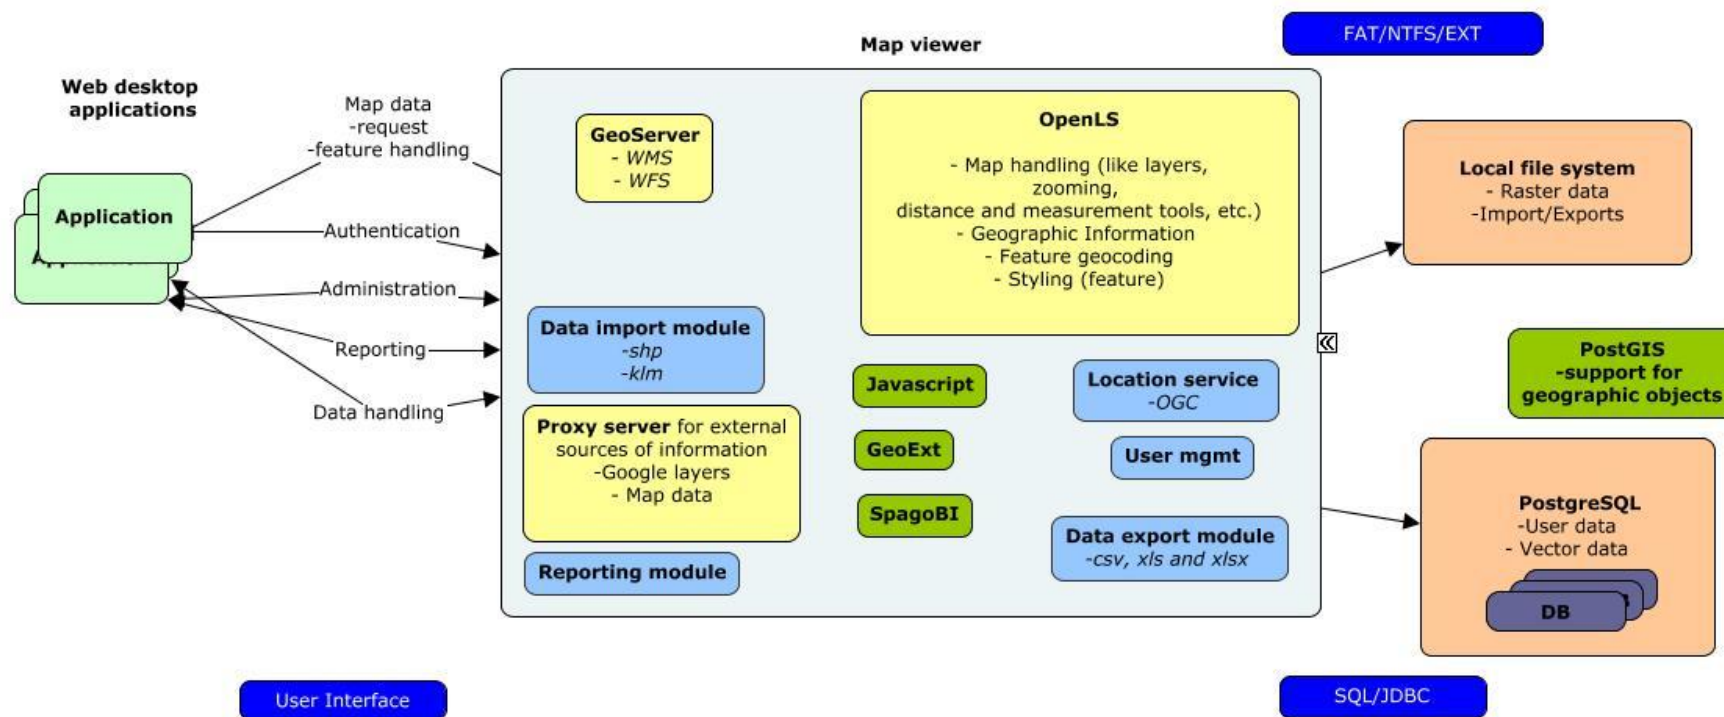 FAT/NTFS/EXT
Map viewer
Web desktop
applications
Map data
-request
-feature handling
Authentication
Administration
Reporting
Data handling
Application
GeoServer
- WMS
- WFS
OpenLS
- Map handling (like layers,
zooming,
distance and measurement tools, etc.)
- Geographic Information
- Feature geocoding
- Styling (feature)
Data import module
-shp
-klm
Proxy server for external
sources of information
-Google layers
- Map data
Reporting module
Javascript
GeoExt
SpagoBI
Location service
-OGC
User mgmt
Data export module
-csv, xls and xlsx
Local file system
- Raster data
-Import/Exports
PostGIS
-support for
geographic objects
PostgreSQL
-User data
- Vector data
DB
User Interface
SQL/JDBC